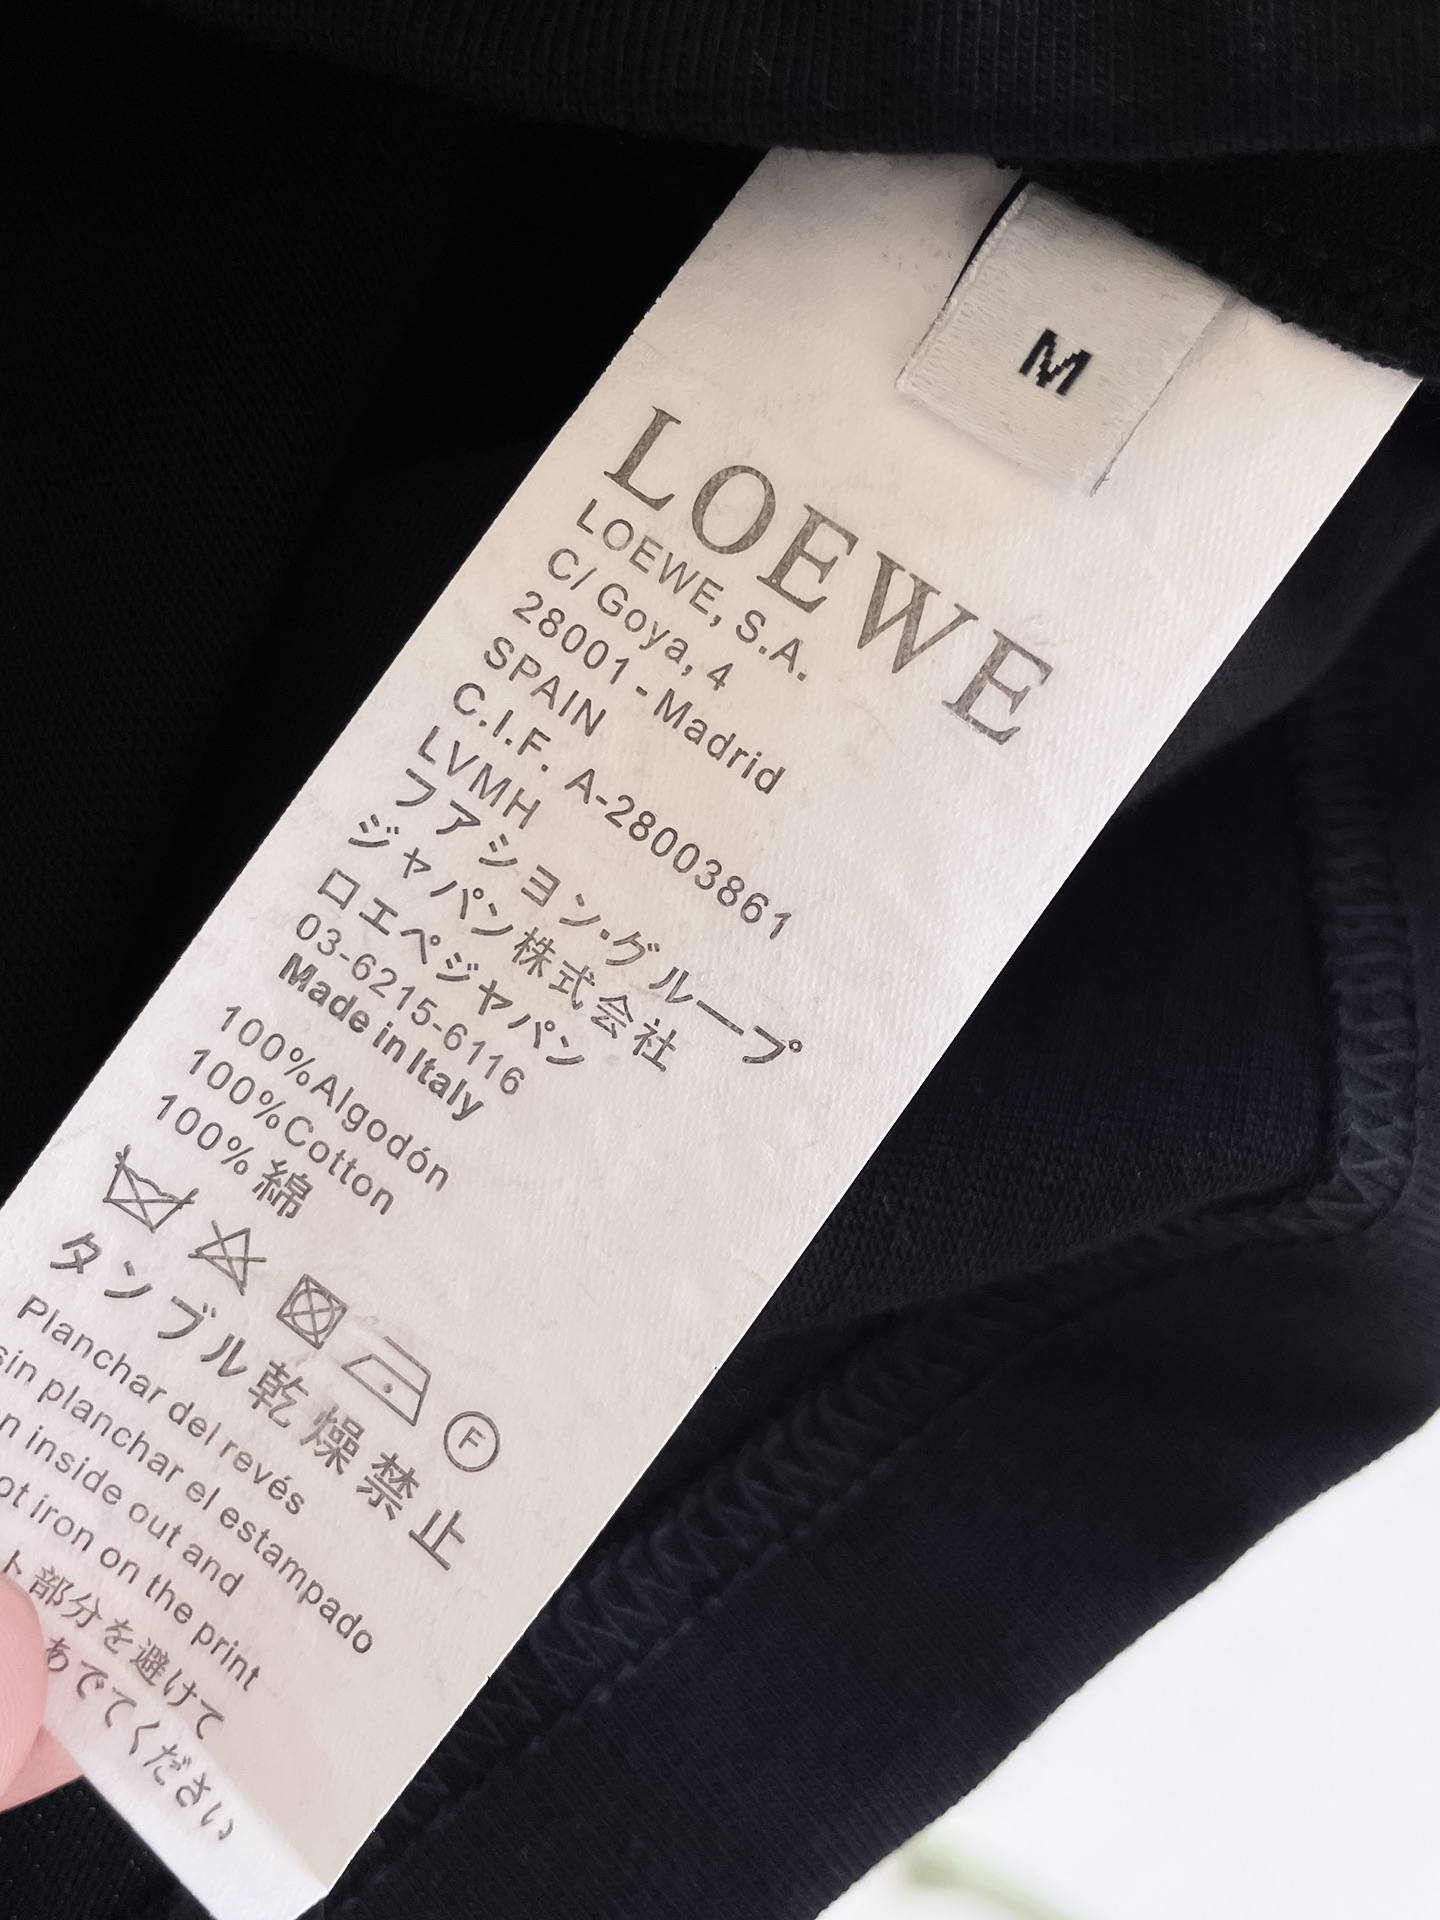 M
LOEWE
LOEWE, S.A.
C/ Goya, 4
28001 - Madrid
SPAIN
C.I.F. A-28003861
LVMH
ファション・グループ
ジャパン株式会社
ロエペジャパン
03-6215-6116
Made in Italy
100%Algodón
100%Cotton
100% 綿
F
タンブル乾燥禁止
Planchar del revés
sin planchar el estampado
inside out and
iron on the print
ト部分を避けて
あでてください